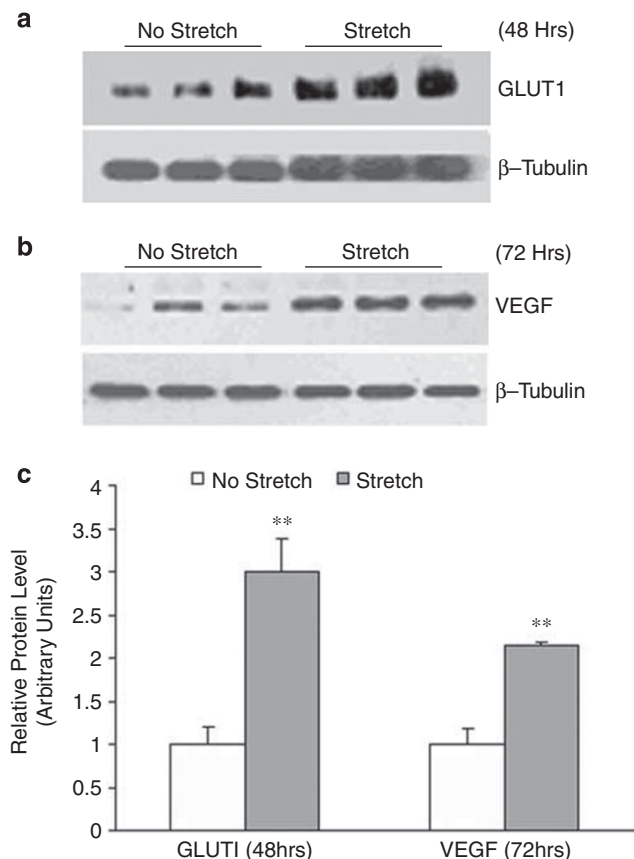 a
No Stretch Stretch (48 Hrs)
GLUT1
β–Tubulin
b
No Stretch Stretch (72 Hrs)
VEGF
β–Tubulin
c
No Stretch Stretch
4
3.5
3
2.5
2
1.5
1
0.5
0
Relative Protein Level
(Arbitrary Units)
**
**
GLUTI (48hrs) VEGF (72hrs)